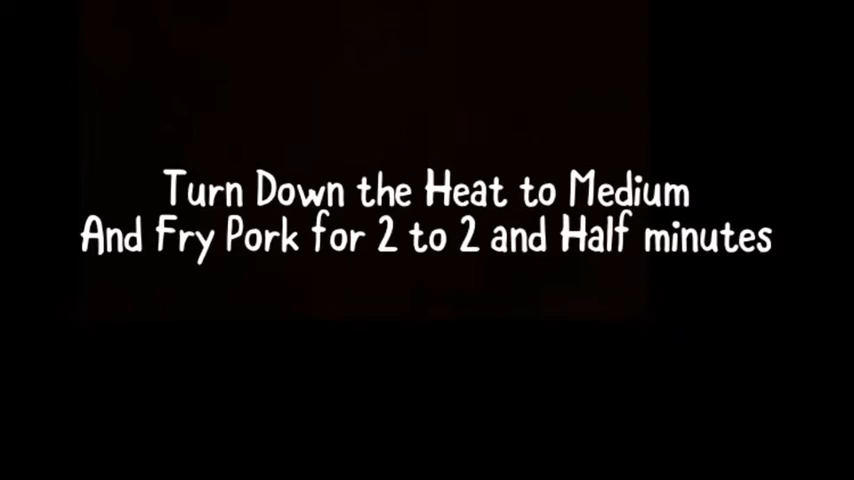 Turn Down the Heat to Medium
And Fry Pork for 2 to 2 and Half minutes